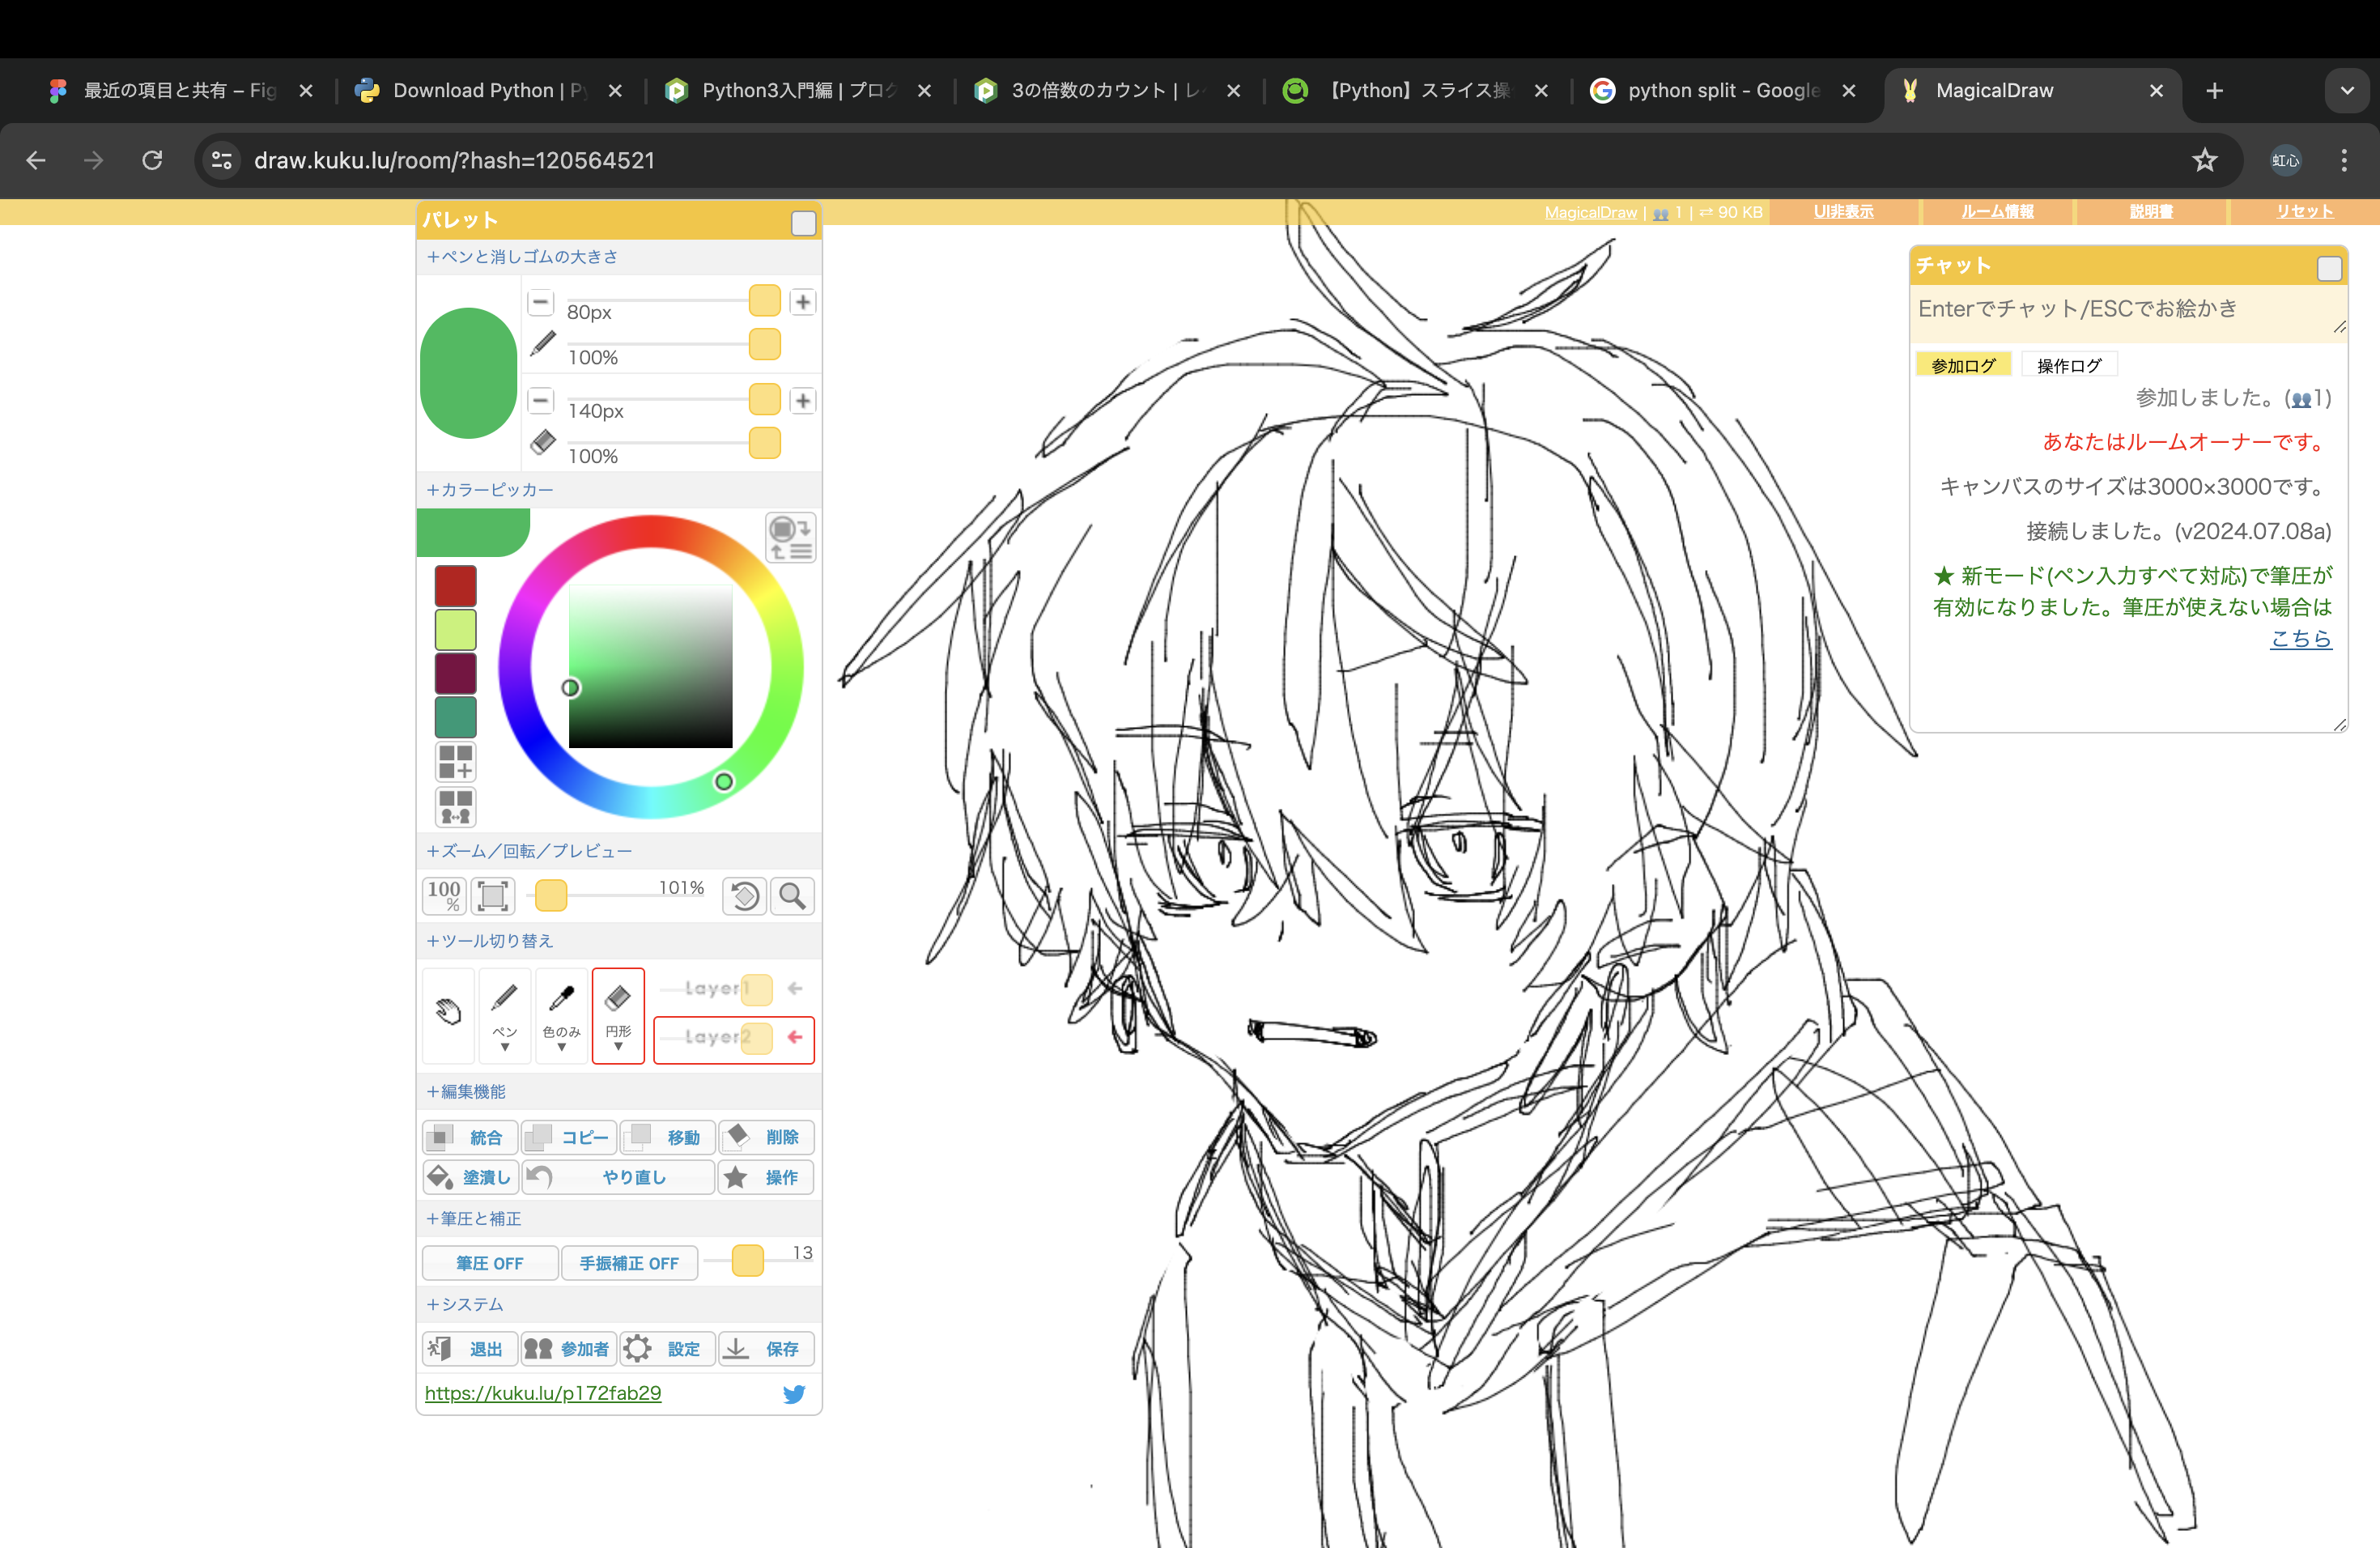 最近の項目と共有 – Fig
Download Python | Py
Python3入門編 | プロク
3の倍数のカウント | レ
【Python】スライス操
python split - Google
MagicalDraw
draw.kuku.lu/room/?hash=120564521
虹心
MagicalDraw | 1 | ⇄ 90 KB
UI非表示
ルーム情報
説明書
リセット
パレット
+ペンと消しゴムの大きさ
80px
100%
140px
100%
+カラーピッカー
+ズーム／回転／プレビュー
100
%
101%
+ツール切り替え
ペン
▼
色のみ
▼
円形
▼
Layer1
Layer2
+編集機能
統合
コピー
移動
削除
塗潰し
やり直し
操作
+筆圧と補正
筆圧 OFF
手振補正 OFF
13
+システム
退出
参加者
設定
保存
https://kuku.lu/p172fab29
チャット
Enterでチャット/ESCでお絵かき
参加ログ
操作ログ
参加しました。(👥1)
あなたはルームオーナーです。
キャンバスのサイズは3000×3000です。
接続しました。(v2024.07.08a)
★ 新モード(ペン入力すべて対応)で筆圧が
有効になりました。筆圧が使えない場合は
こちら